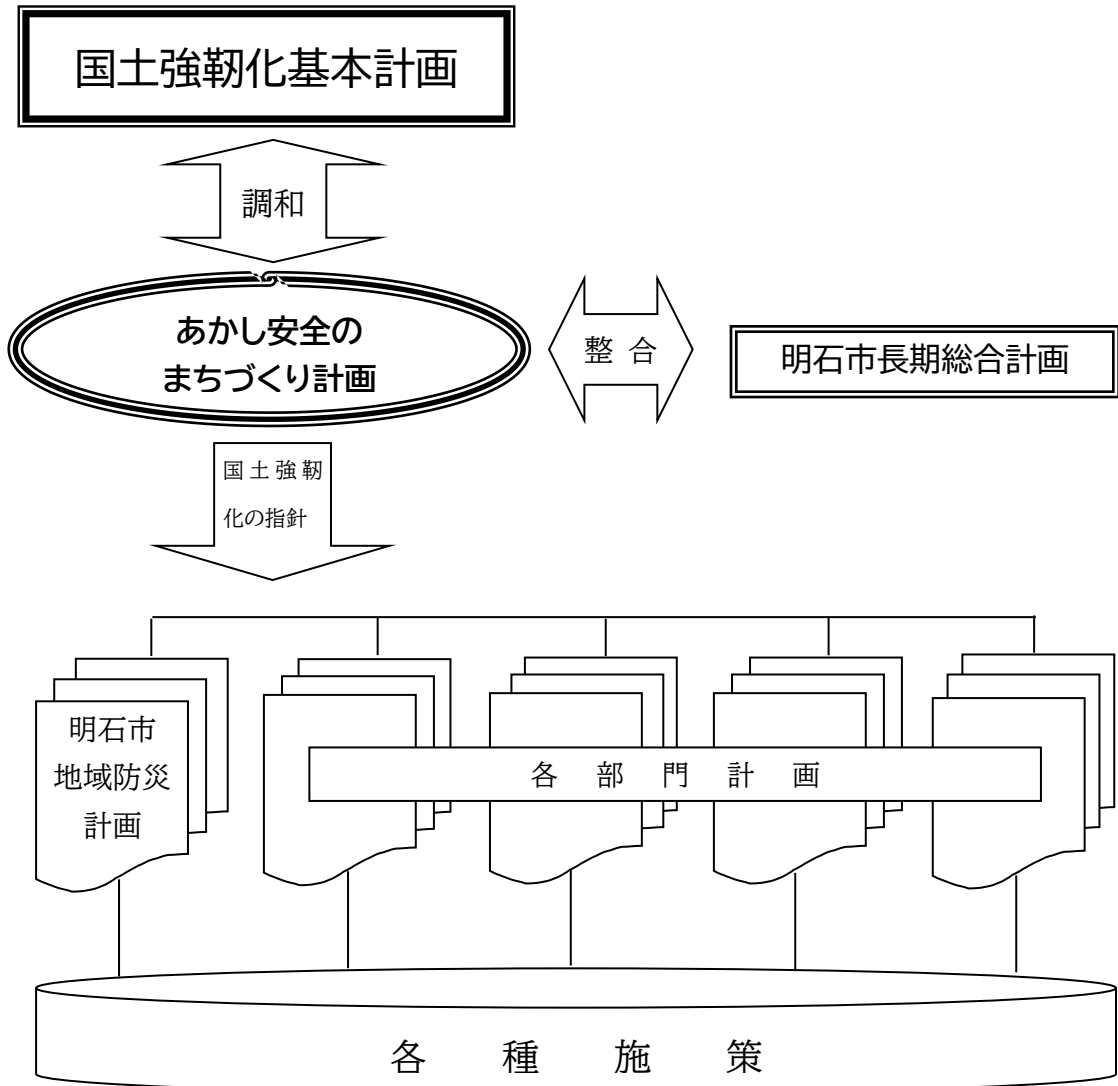 国土強靭化基本計画
調和
あかし安全の
まちづくり計画
整合
明石市長期総合計画
国土強靭
化の指針
明石市
地域防災
計画
各部門計画
各種施策